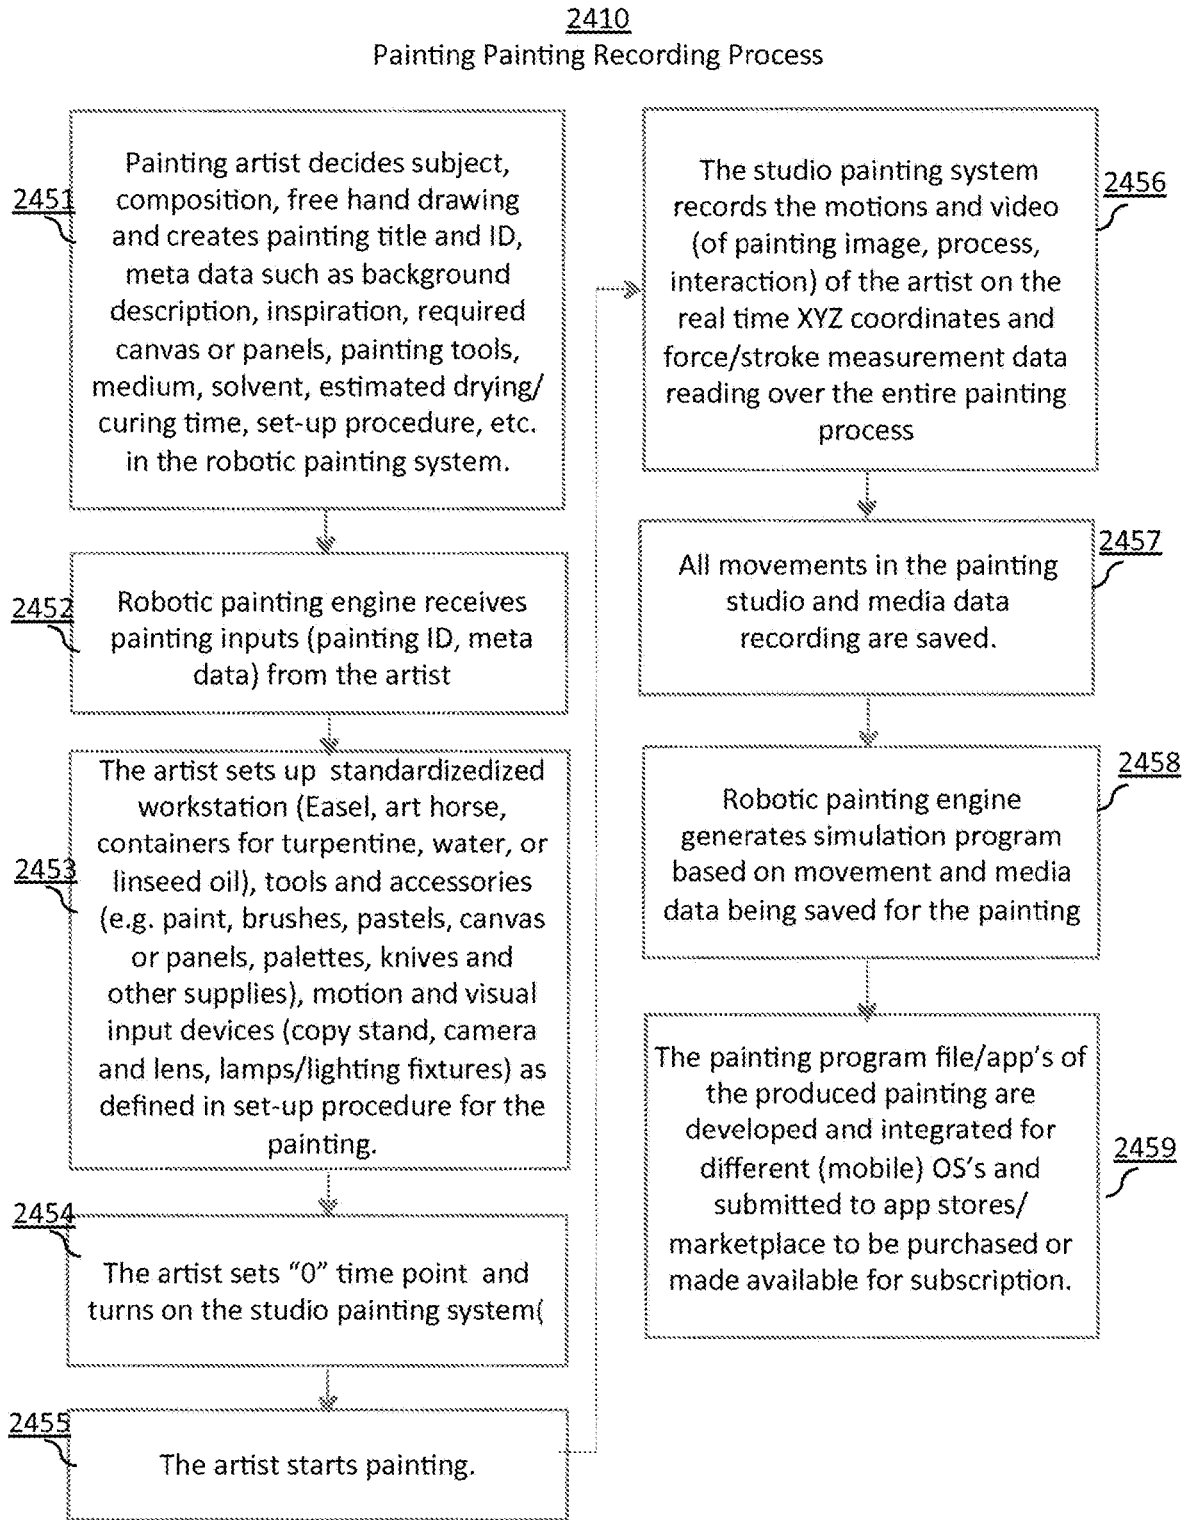 2410
Painting Painting Recording Process
2451
Painting artist decides subject,
composition, free hand drawing
and creates painting title and ID,
meta data such as background
description, inspiration, required
canvas or panels, painting tools,
medium, solvent, estimated drying/
curing time, set-up procedure, etc.
in the robotic painting system.
2452
Robotic painting engine receives
painting inputs (painting ID, meta
data) from the artist
2453
The artist sets up standardizedized
workstation (Easel, art horse,
containers for turpentine, water, or
linseed oil), tools and accessories
(e.g. paint, brushes, pastels, canvas
or panels, palettes, knives and
other supplies), motion and visual
input devices (copy stand, camera
and lens, lamps/lighting fixtures) as
defined in set-up procedure for the
painting.
2454
The artist sets “0” time point and
turns on the studio painting system(
2455
The artist starts painting.
2456
The studio painting system
records the motions and video
(of painting image, process,
interaction) of the artist on the
real time XYZ coordinates and
force/stroke measurement data
reading over the entire painting
process
2457
All movements in the painting
studio and media data
recording are saved.
2458
Robotic painting engine
generates simulation program
based on movement and media
data being saved for the painting
2459
The painting program file/app’s of
the produced painting are
developed and integrated for
different (mobile) OS’s and
submitted to app stores/
marketplace to be purchased or
made available for subscription.